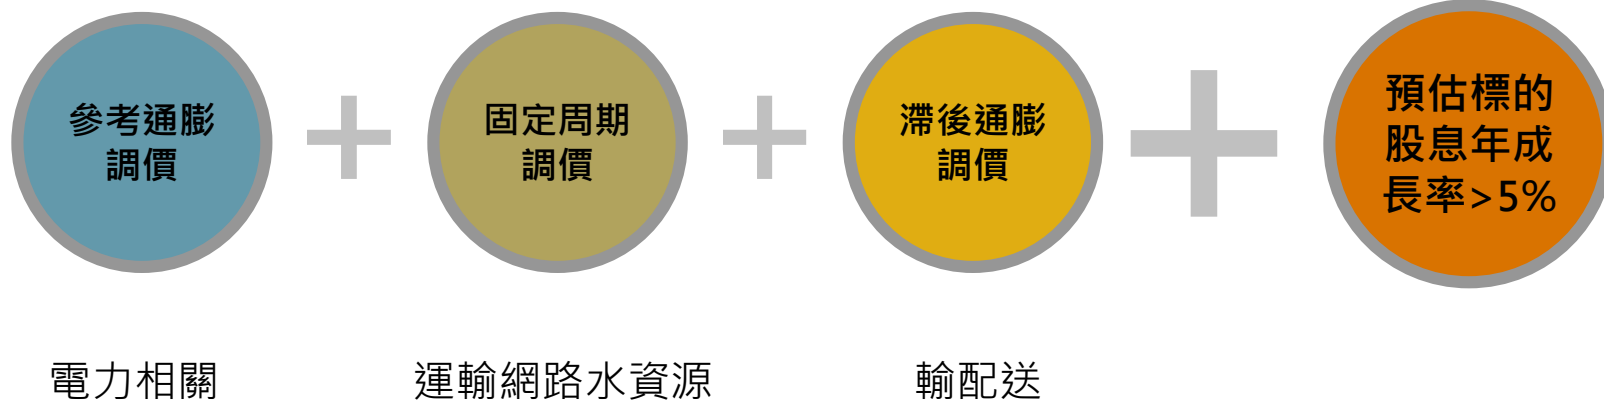 參考通膨
調價
固定周期
調價
滯後通膨
調價
預估標的
股息年成
長率>5%
電力相關
運輸網路水資源
輸配送